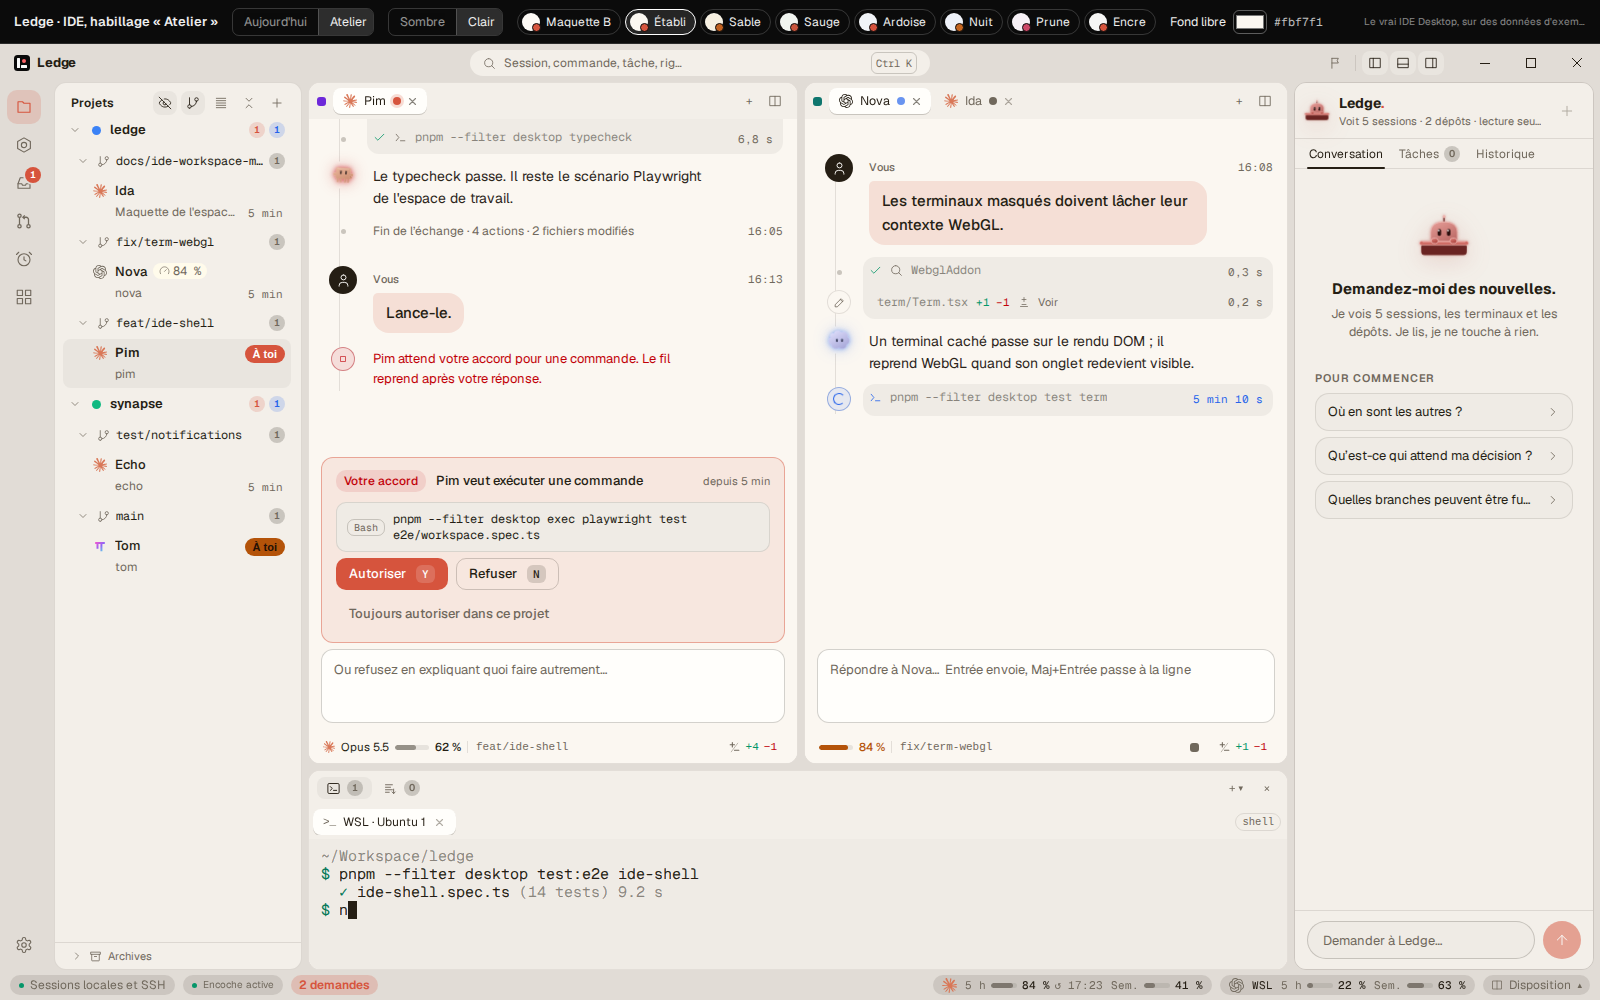 Ledge · IDE, habillage « Atelier »
Aujourd'hui
Atelier
Sombre
Clair
Maquette B
Établi
Sable
Sauge
Ardoise
Nuit
Prune
Encre
Fond libre
#fbf7f1
Le vrai IDE Desktop, sur des données d'exem…
Ledge
Session, commande, tâche, rig…
Ctrl K
1
Projets
ledge
1
1
docs/ide-workspace-m…
1
Ida
Maquette de l'espac…
5 min
fix/term-webgl
1
Nova
84 %
nova
5 min
feat/ide-shell
1
Pim
À toi
pim
synapse
1
1
test/notifications
1
Echo
echo
5 min
main
1
Tom
À toi
tom
Archives
Pim
pnpm --filter desktop typecheck
6,8 s
Le typecheck passe. Il reste le scénario Playwright
de l'espace de travail.
Fin de l'échange · 4 actions · 2 fichiers modifiés
16:05
Vous
16:13
Lance-le.
Pim attend votre accord pour une commande. Le fil
reprend après votre réponse.
Votre accord
Pim veut exécuter une commande
depuis 5 min
Bash
pnpm --filter desktop exec playwright test
e2e/workspace.spec.ts
Autoriser
Y
Refuser
N
Toujours autoriser dans ce projet
Ou refusez en expliquant quoi faire autrement…
Opus 5.5
62 %
feat/ide-shell
+4 −1
Nova
Ida
Vous
16:08
Les terminaux masqués doivent lâcher leur
contexte WebGL.
WebglAddon
0,3 s
term/Term.tsx +1 −1
Voir
0,2 s
Un terminal caché passe sur le rendu DOM ; il
reprend WebGL quand son onglet redevient visible.
pnpm --filter desktop test term
5 min 10 s
Répondre à Nova… Entrée envoie, Maj+Entrée passe à la ligne
84 %
fix/term-webgl
+1 −1
1
0
WSL · Ubuntu 1
shell
~/Workspace/ledge
$ pnpm --filter desktop test:e2e ide-shell
✓ ide-shell.spec.ts (14 tests) 9.2 s
$ n
Ledge.
Voit 5 sessions · 2 dépôts · lecture seu…
Conversation
Tâches
0
Historique
Demandez-moi des nouvelles.
Je vois 5 sessions, les terminaux et les
dépôts. Je lis, je ne touche à rien.
POUR COMMENCER
Où en sont les autres ?
Qu'est-ce qui attend ma décision ?
Quelles branches peuvent être fu…
Demander à Ledge…
Sessions locales et SSH
Encoche active
2 demandes
5 h
84 %
↺ 17:23
Sem.
41 %
WSL
5 h
22 %
Sem.
63 %
Disposition